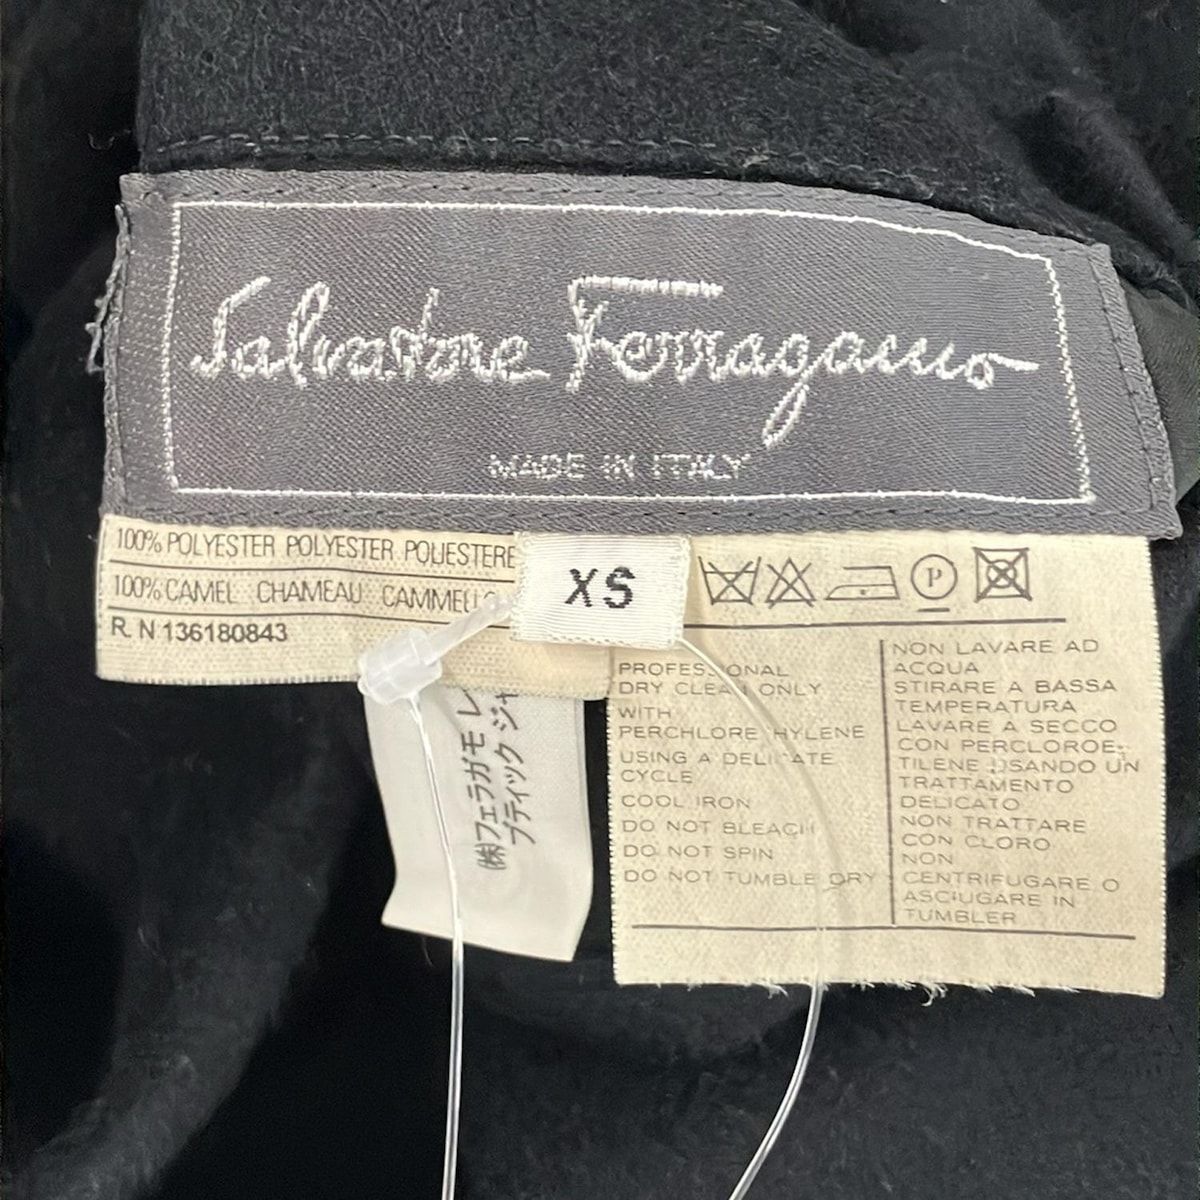 Salvatore Ferragamo
MADE IN ITALY
100% POLYESTER POLYESTER POLIESTERE
100% CAMEL CHAMEAU CAMMELLO
R. N 136180843
XS
P
PROFESSIONAL
DRY CLEAN ONLY
WITH
PERCHLORETHYLENE
USING A DELICATE
CYCLE
COOL IRON
DO NOT BLEACH
DO NOT SPIN
DO NOT TUMBLE DRY
NON LAVARE AD
ACQUA
STIRARE A BASSA
TEMPERATURA
LAVARE A SECCO
CON PERCLOROE-
TILENE USANDO UN
TRATTAMENTO
DELICATO
NON TRATTARE
CON CLORO
NON
CENTRIFUGARE O
ASCIUGARE IN
TUMBLER
㈱フェラガモ
ブティック ジャ